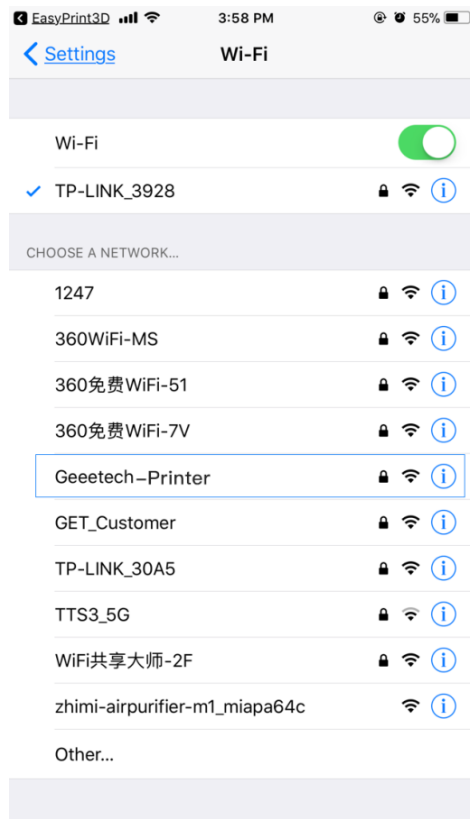 EasyPrint3D 3:58 PM 55%
Settings Wi-Fi
Wi-Fi
TP-LINK_3928
CHOOSE A NETWORK...
1247
360WiFi-MS
360免费WiFi-51
360免费WiFi-7V
Geeetech-Printer
GET_Customer
TP-LINK_30A5
TTS3_5G
WiFi共享大师-2F
zhimi-airpurifier-m1_miapa64c
Other...